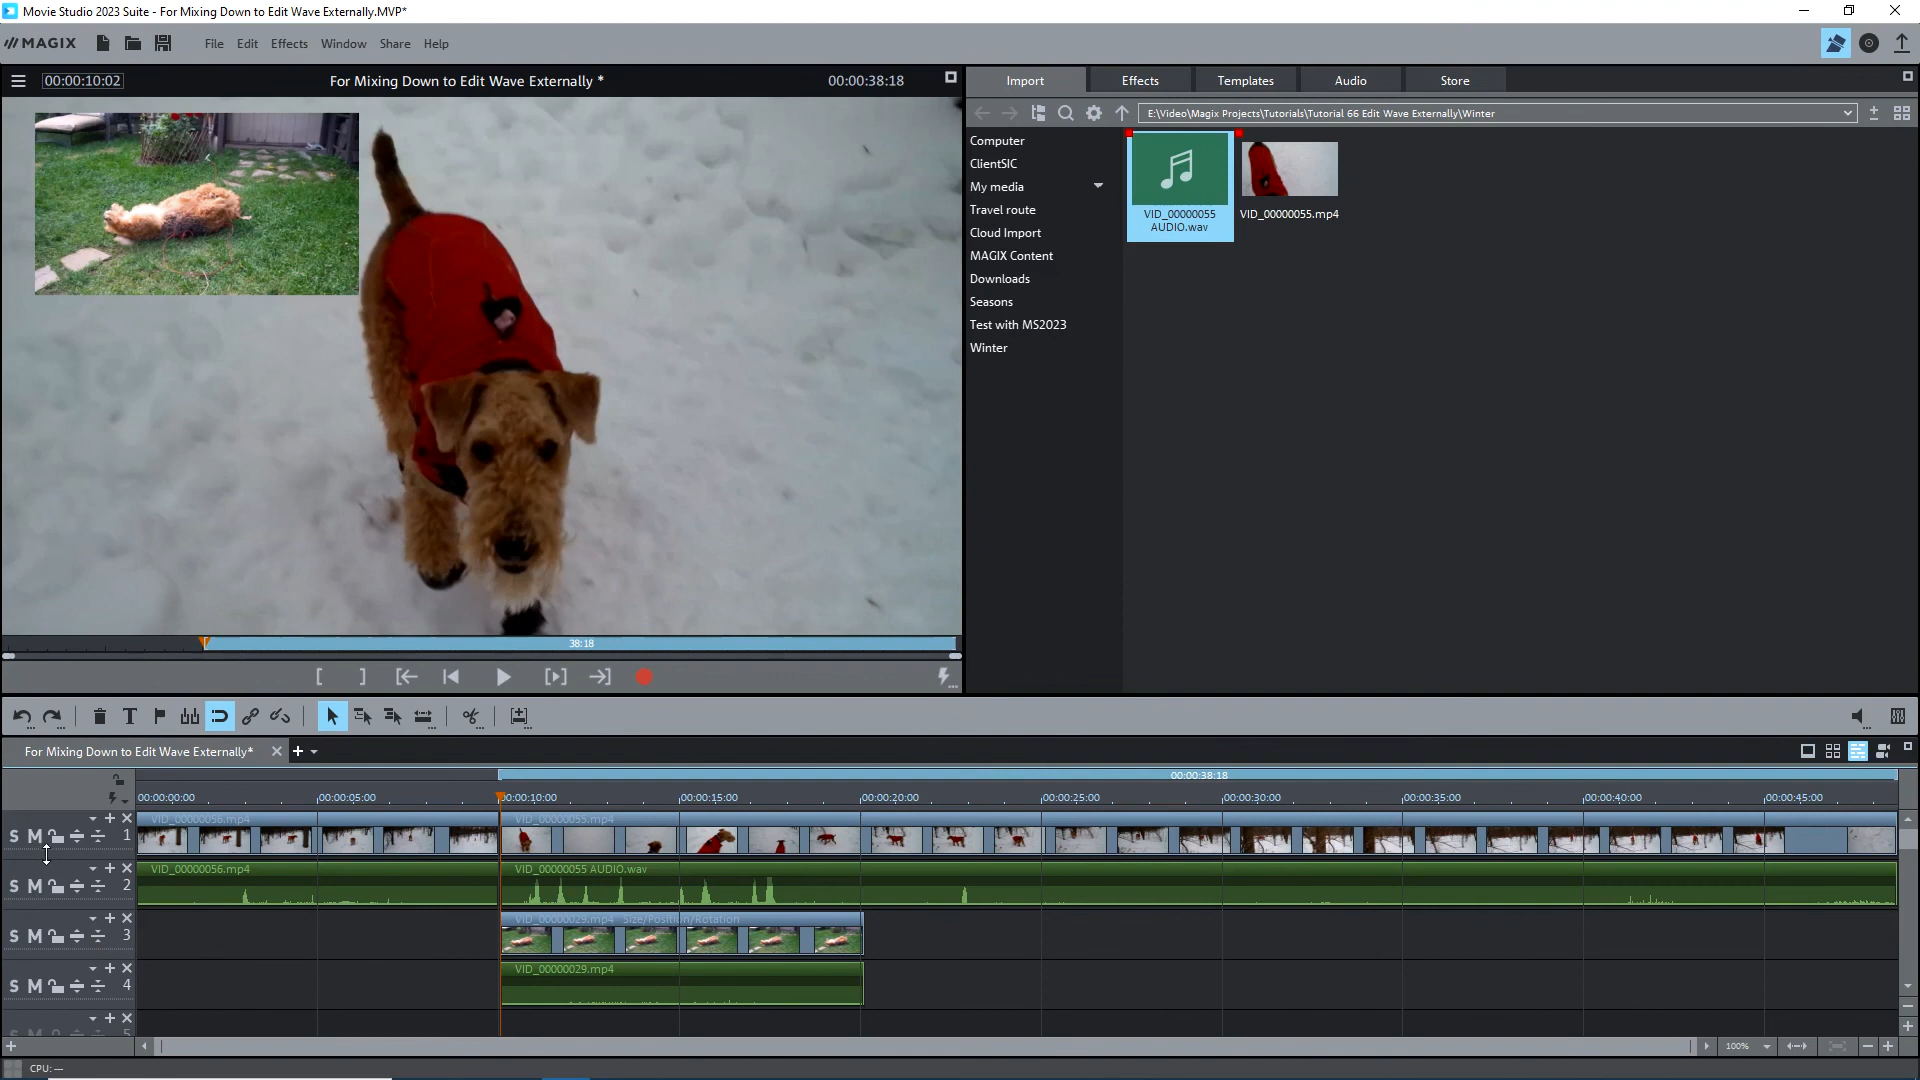 Movie Studio 2023 Suite - For Mixing Down to Edit Wave Externally.MVP*
MAGIX
File Edit Effects Window Share Help
00:00:10:02
For Mixing Down to Edit Wave Externally *
00:00:38:18
Import Effects Templates Audio Store
E:\Video\Magix Projects\Tutorials\Tutorial 66 Edit Wave Externally\Winter
Computer
ClientSIC
My media
Travel route
Cloud Import
MAGIX Content
Downloads
Seasons
Test with MS2023
Winter
VID_00000055
AUDIO.wav
VID_00000055.mp4
38:18
For Mixing Down to Edit Wave Externally*
00:00:38:18
00:00:00:00 00:00:05:00 00:00:10:00 00:00:15:00 00:00:20:00 00:00:25:00 00:00:30:00 00:00:35:00 00:00:40:00 00:00:45:00
VID_00000056.mp4 VID_00000055.mp4
S M 1
VID_00000056.mp4 VID_00000055 AUDIO.wav
S M 2
VID_00000029.mp4 Size/Position/Rotation
S M 3
VID_00000029.mp4
S M 4
S M 5
100%
CPU: —